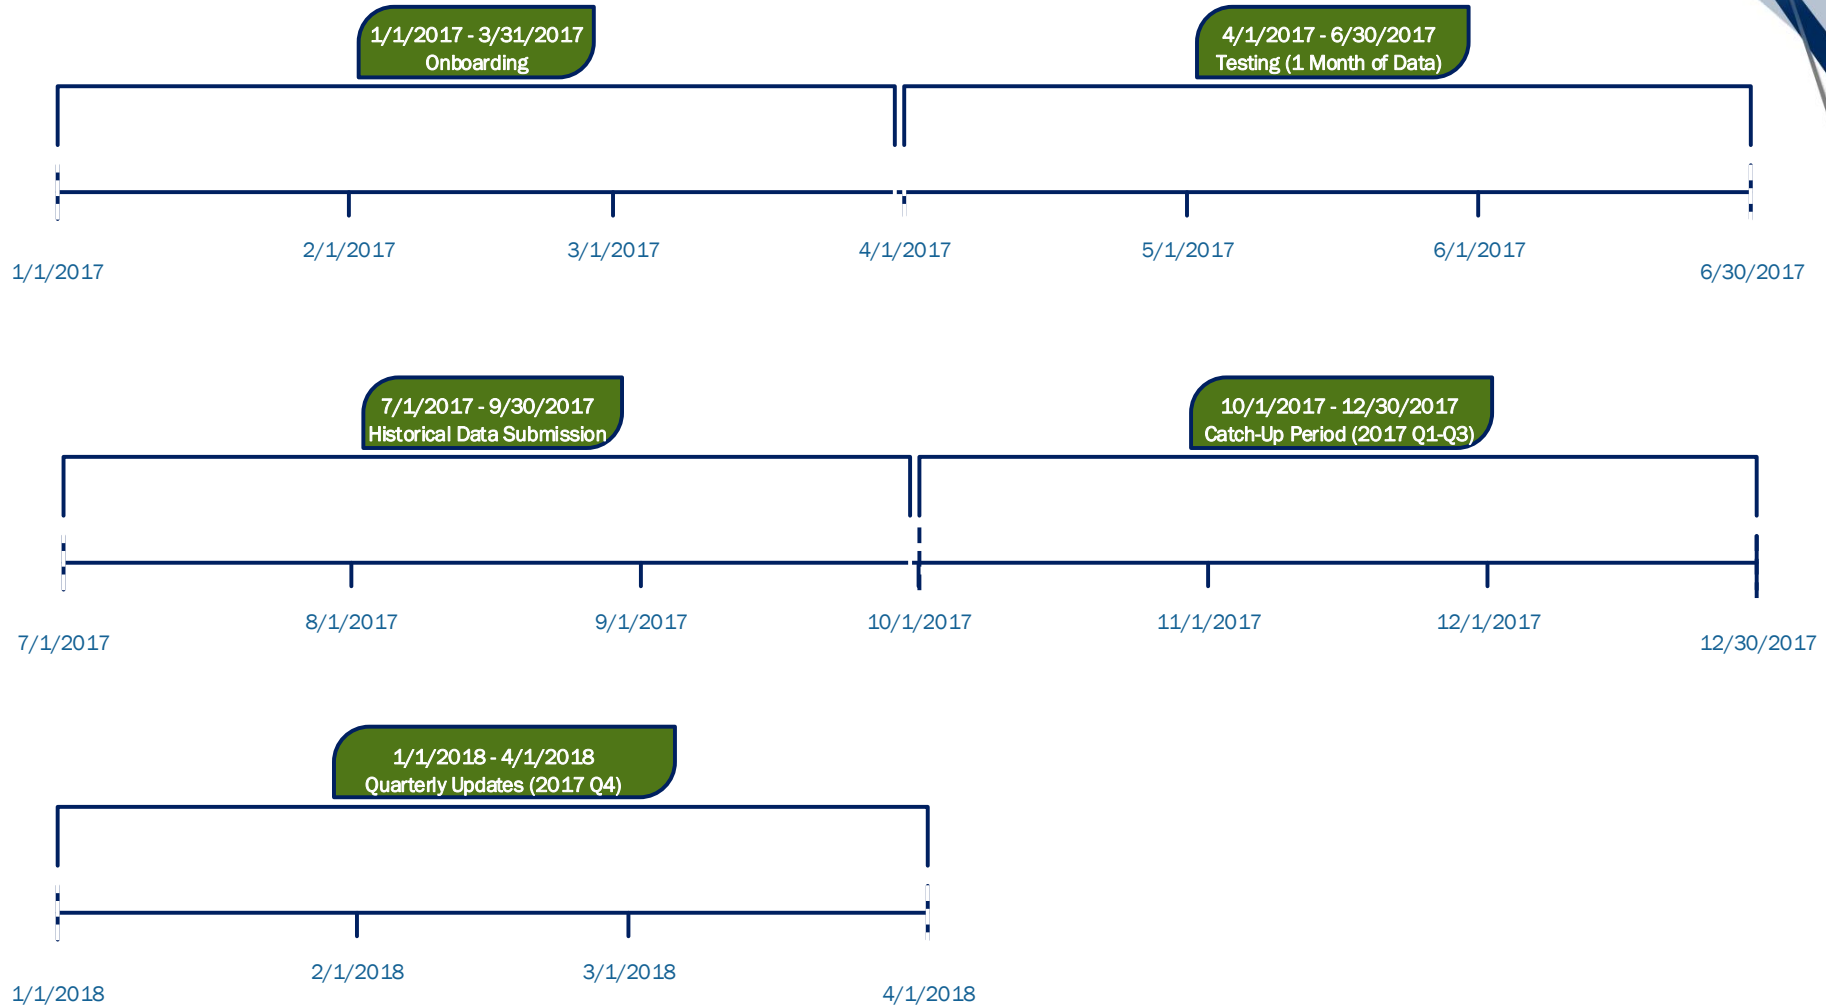 1/1/2017 - 3/31/2017
Onboarding
4/1/2017 - 6/30/2017
Testing (1 Month of Data)
2/1/2017
3/1/2017
4/1/2017
5/1/2017
6/1/2017
1/1/2017
6/30/2017
7/1/2017 - 9/30/2017
Historical Data Submission
10/1/2017 - 12/30/2017
Catch-Up Period (2017 Q1-Q3)
8/1/2017
9/1/2017
10/1/2017
11/1/2017
12/1/2017
7/1/2017
12/30/2017
1/1/2018 - 4/1/2018
Quarterly Updates (2017 Q4)
2/1/2018
3/1/2018
1/1/2018
4/1/2018